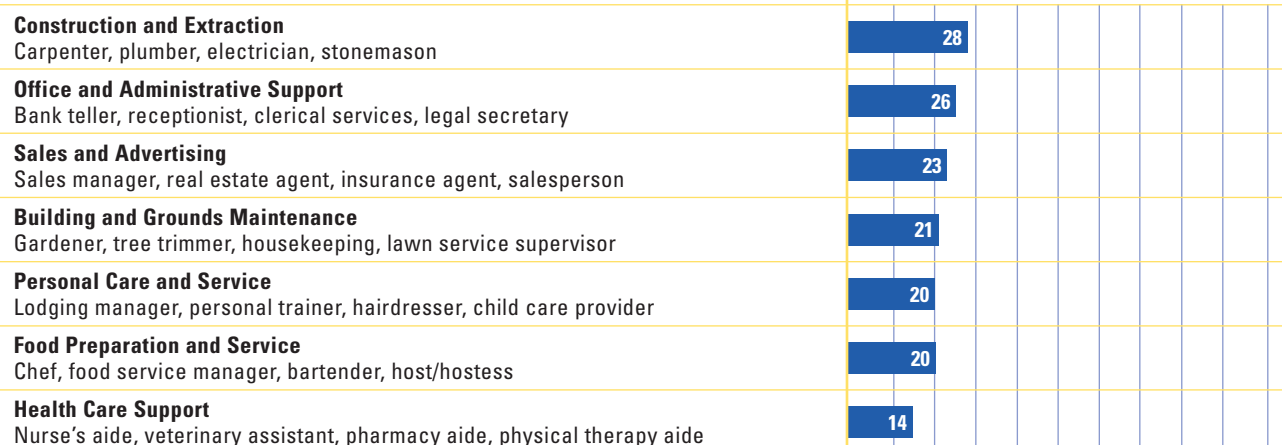 Construction and Extraction
Carpenter, plumber, electrician, stonemason
28
Office and Administrative Support
Bank teller, receptionist, clerical services, legal secretary
26
Sales and Advertising
Sales manager, real estate agent, insurance agent, salesperson
23
Building and Grounds Maintenance
Gardener, tree trimmer, housekeeping, lawn service supervisor
21
Personal Care and Service
Lodging manager, personal trainer, hairdresser, child care provider
20
Food Preparation and Service
Chef, food service manager, bartender, host/hostess
20
Health Care Support
Nurse's aide, veterinary assistant, pharmacy aide, physical therapy aide
14